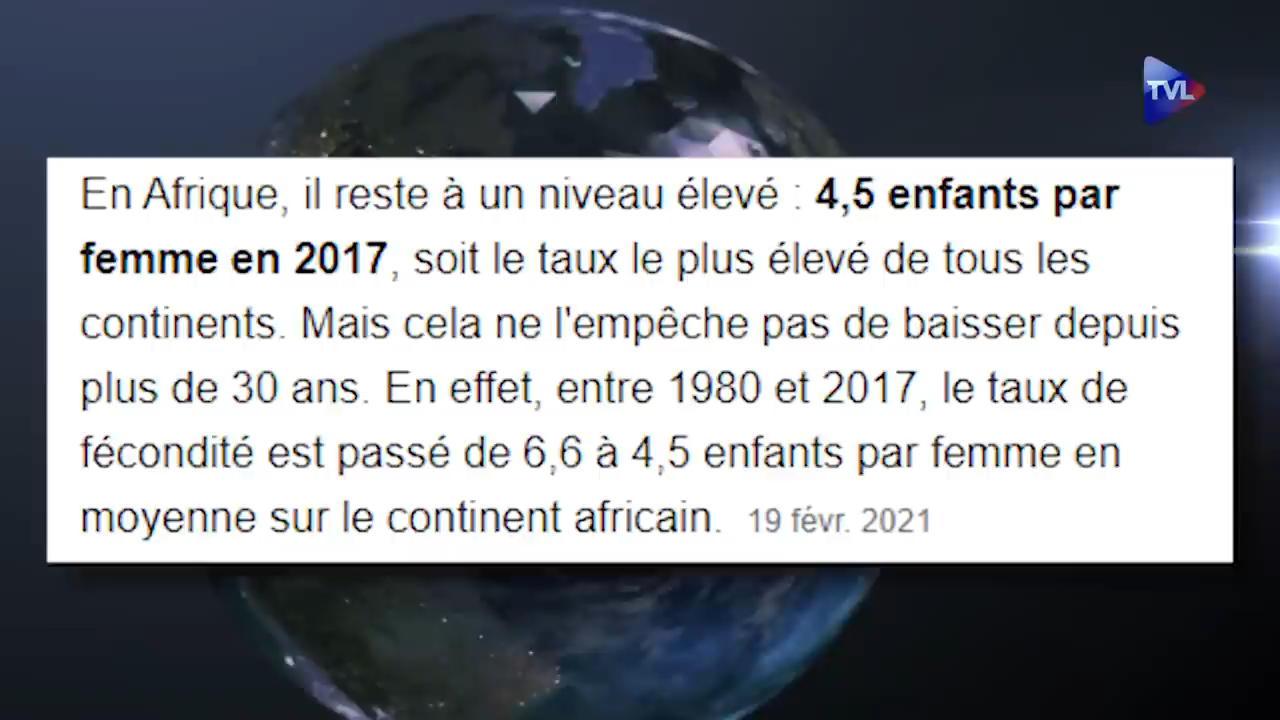 TVL
En Afrique, il reste à un niveau élevé : 4,5 enfants par
femme en 2017, soit le taux le plus élevé de tous les
continents. Mais cela ne l'empêche pas de baisser depuis
plus de 30 ans. En effet, entre 1980 et 2017, le taux de
fécondité est passé de 6,6 à 4,5 enfants par femme en
moyenne sur le continent africain. 19 févr. 2021